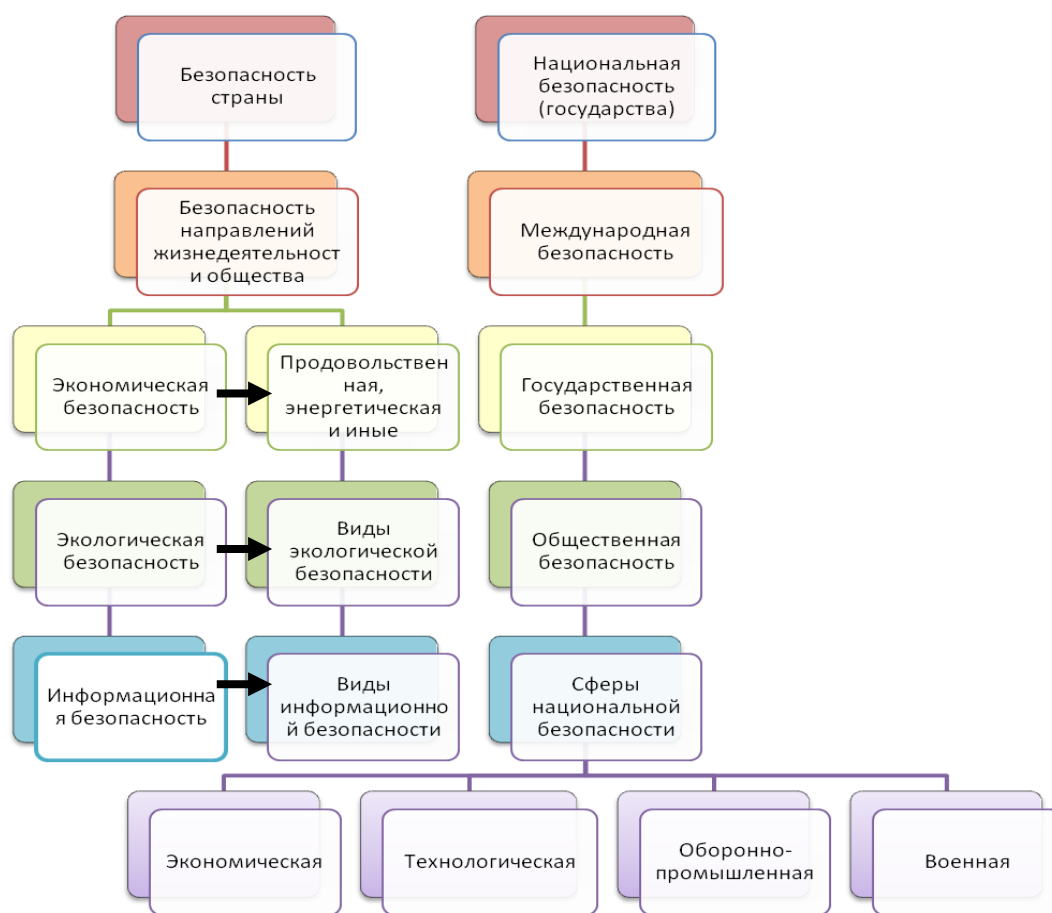 Безопасность
страны
Национальная
безопасность
(государства)
Безопасность
направлений
жизнедеятельност
и общества
Международная
безопасность
Экономическая
безопасность
Продовольствен
ная,
энергетическая
и иные
Государственная
безопасность
Экологическая
безопасность
Виды
экологической
безопасности
Общественная
безопасность
Информационна
я безопасность
Виды
информационно
й безопасности
Сферы
национальной
безопасности
Экономическая
Технологическая
Оборонно-
промышленная
Военная